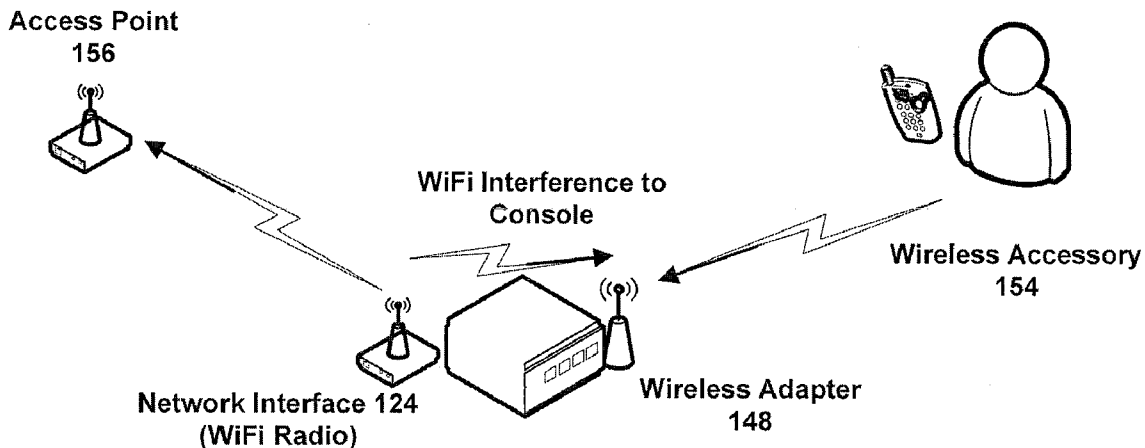 Access Point
156
WiFi Interference to
Console
Wireless Accessory
154
Network Interface 124
(WiFi Radio)
Wireless Adapter
148